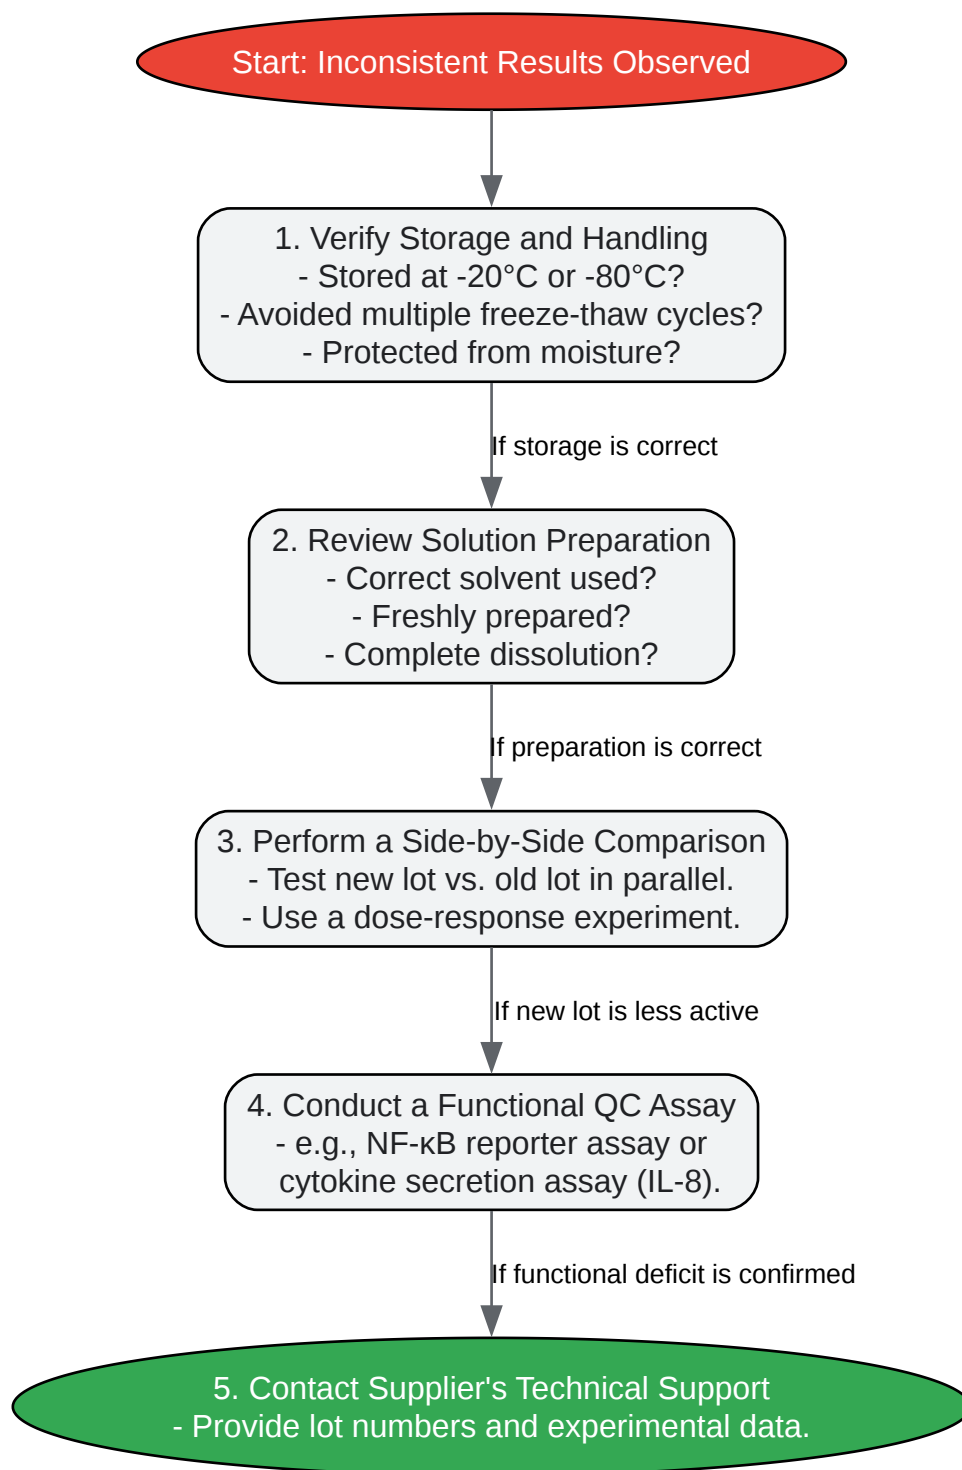 Start: Inconsistent Results Observed
1. Verify Storage and Handling
- Stored at -20°C or -80°C?
- Avoided multiple freeze-thaw cycles?
- Protected from moisture?
If storage is correct
2. Review Solution Preparation
- Correct solvent used?
- Freshly prepared?
- Complete dissolution?
If preparation is correct
3. Perform a Side-by-Side Comparison
- Test new lot vs. old lot in parallel.
- Use a dose-response experiment.
If new lot is less active
4. Conduct a Functional QC Assay
- e.g., NF-κB reporter assay or
cytokine secretion assay (IL-8).
If functional deficit is confirmed
5. Contact Supplier's Technical Support
- Provide lot numbers and experimental data.